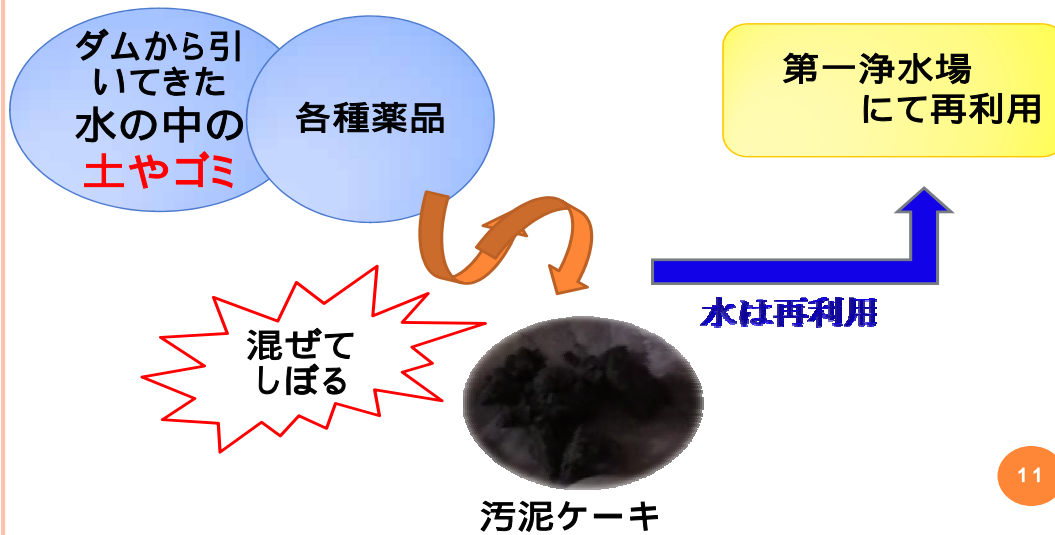 ダムから引
いてきた
水の中の
土やゴミ
各種薬品
第一浄水場
にて再利用
水は再利用
混ぜて
しぼる
汚泥ケーキ
11